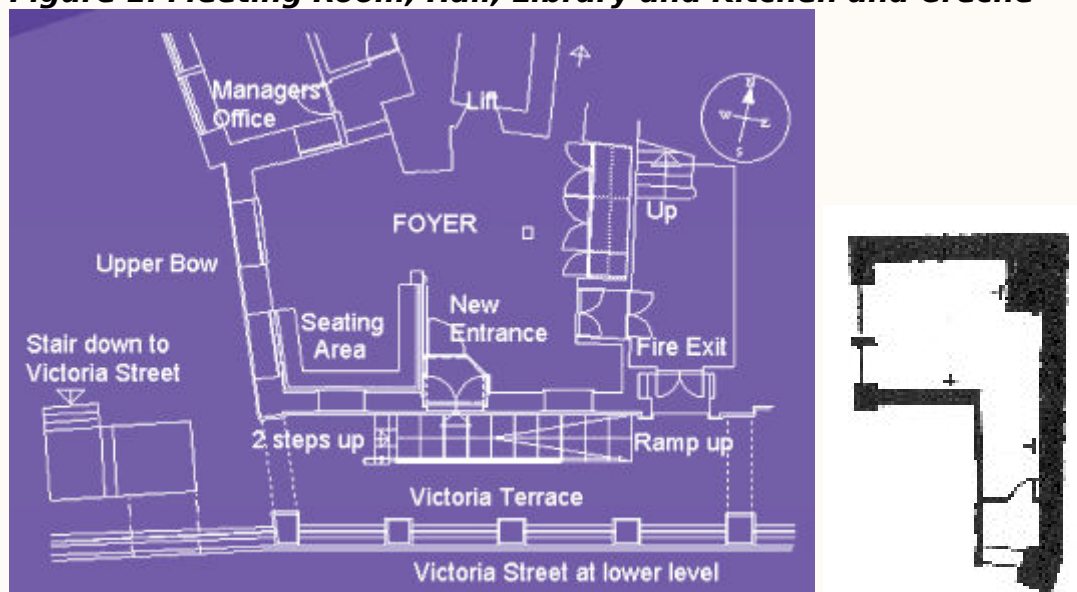 Figure 2: Meeting Room, Hall, Library and Kitchen and Creche
Managers'
Office
Lift
N
W E
S
Up
FOYER
Upper Bow
New
Entrance
Seating
Area
Fire Exit
Stair down to
Victoria Street
2 steps up
Ramp up
Victoria Terrace
Victoria Street at lower level